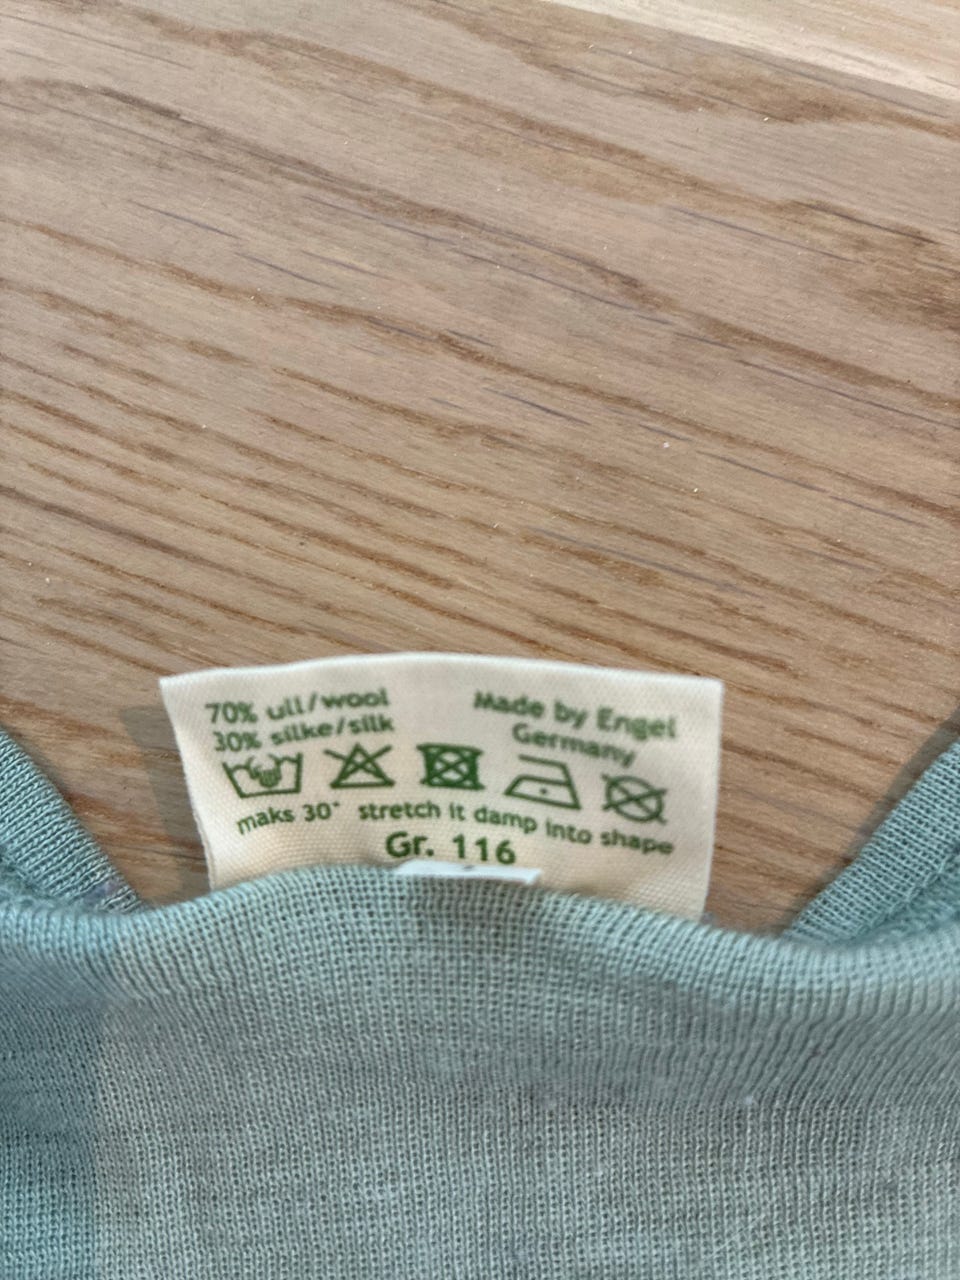 70% ull/wool
30% silke/silk
Made by Engel
Germany
maks 30° stretch it damp into shape
Gr. 116